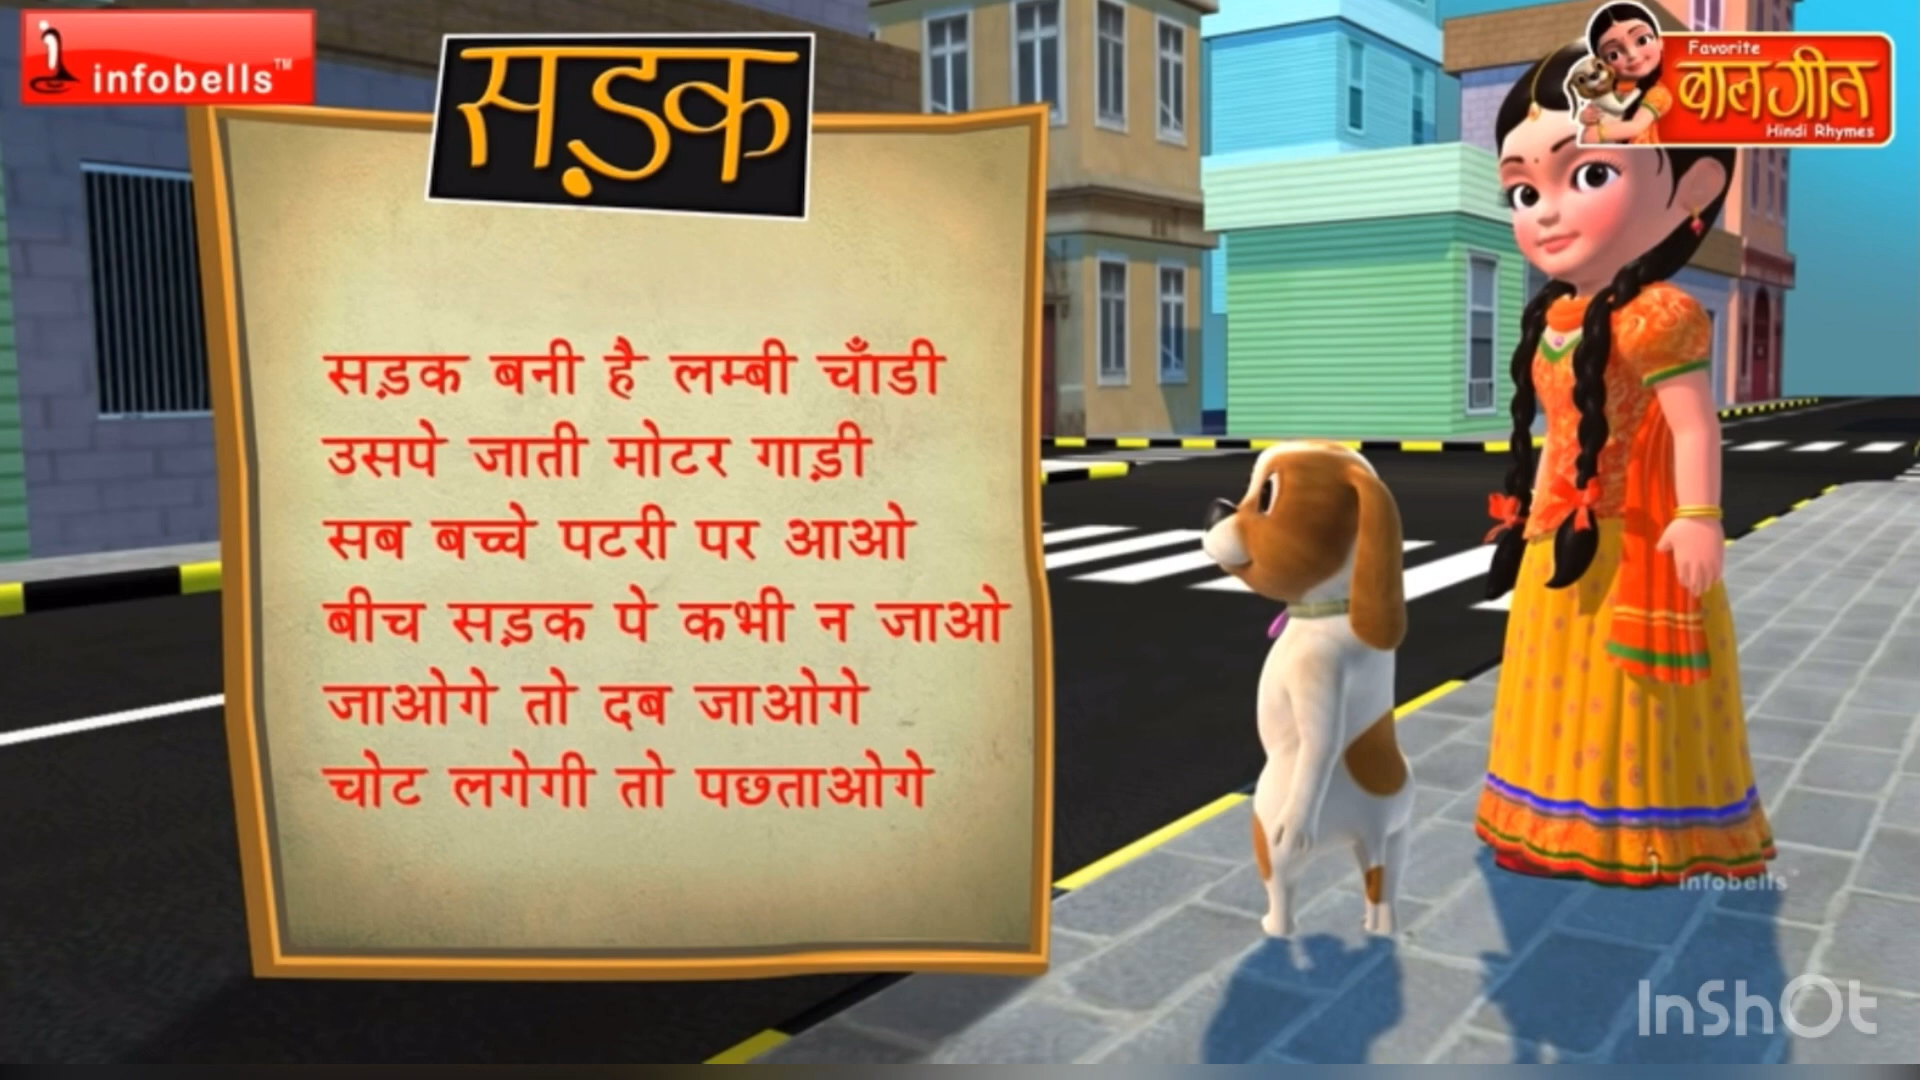 infobells™
सड़क
Favorite
बालगीत
Hindi Rhymes
सड़क बनी है लम्बी चाँडी
उसपे जाती मोटर गाड़ी
सब बच्चे पटरी पर आओ
बीच सड़क पे कभी न जाओ
जाओगे तो दब जाओगे
चोट लगेगी तो पछताओगे
infobells™
InShOt